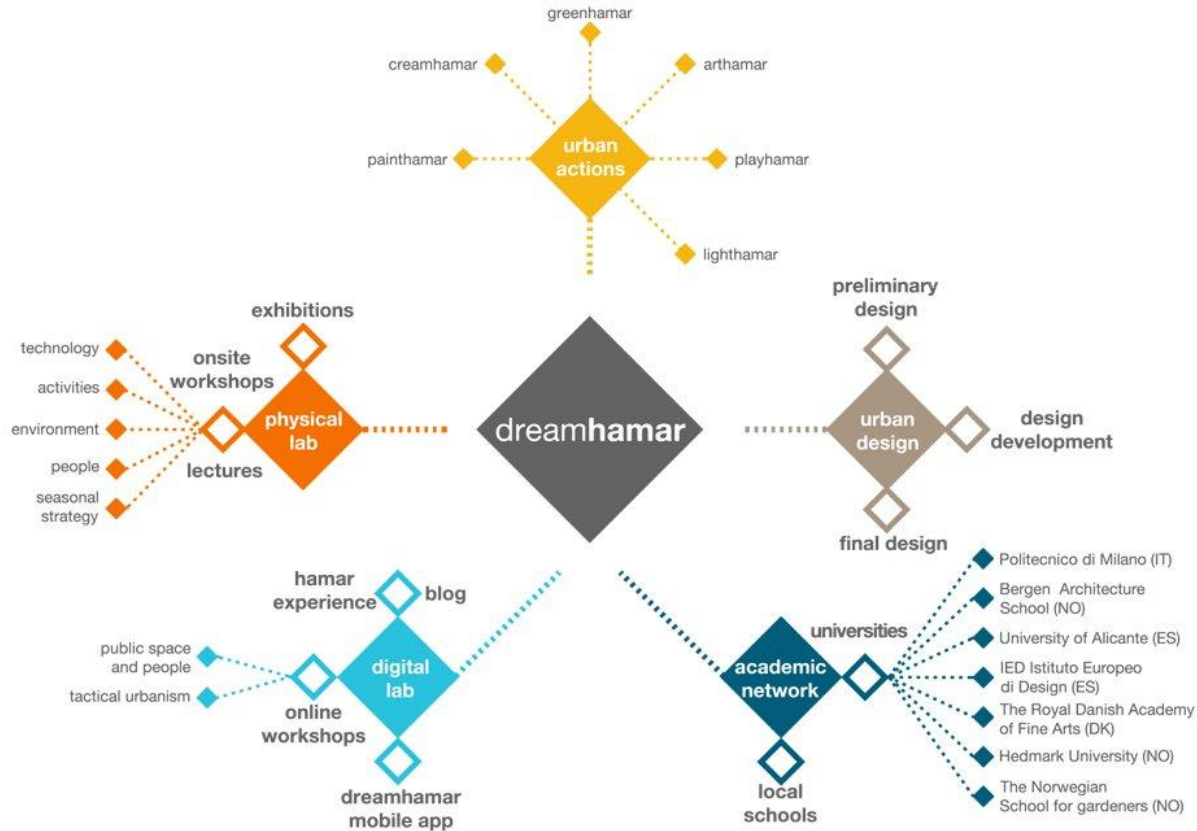 greenhamar
creamhamar
arthamar
urban
actions
painthamar
playhamar
lighthamar
preliminary
design
exhibitions
technology
onsite
workshops
activities
physical
lab
environment
lectures
people
seasonal
strategy
dreamhamar
urban
design
design
development
final design
hamar
experience
blog
public space
and people
digital
lab
tactical urbanism
online
workshops
dreamhamar
mobile app
universities
academic
network
local
schools
Politecnico di Milano (IT)
Bergen Architecture
School (NO)
University of Alicante (ES)
IED Istituto Europeo
di Design (ES)
The Royal Danish Academy
of Fine Arts (DK)
Hedmark University (NO)
The Norwegian
School for gardeners (NO)